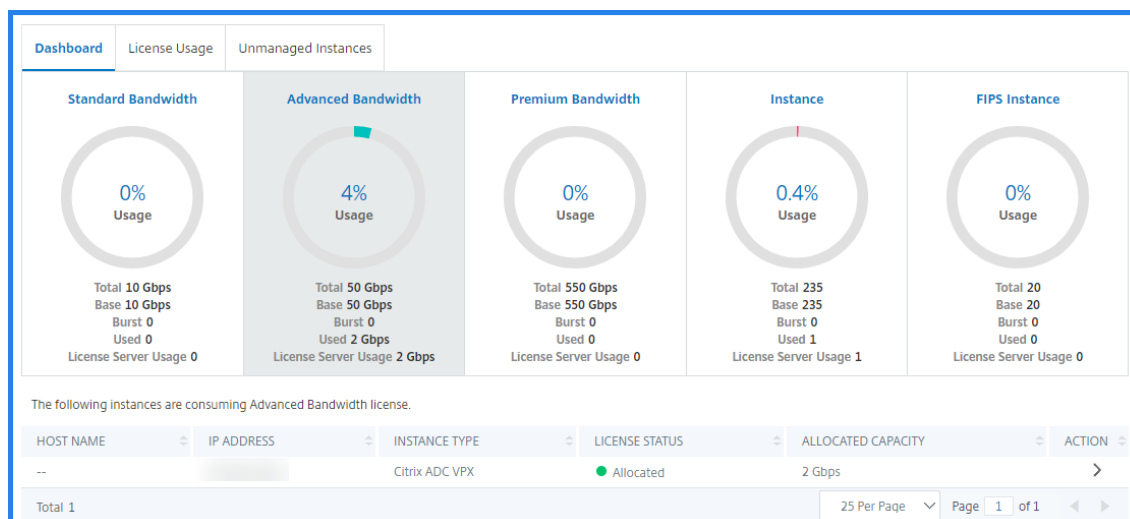 Dashboard License Usage Unmanaged Instances
Standard Bandwidth Advanced Bandwidth Premium Bandwidth Instance FIPS Instance
0% 4% 0% 0.4% 0%
Usage Usage Usage Usage Usage
Total 10 Gbps Total 50 Gbps Total 550 Gbps Total 235 Total 20
Base 10 Gbps Base 50 Gbps Base 550 Gbps Base 235 Base 20
Burst 0 Burst 0 Burst 0 Burst 0 Burst 0
Used 0 Used 2 Gbps Used 0 Used 1 Used 0
License Server Usage 0 License Server Usage 2 Gbps License Server Usage 0 License Server Usage 1 License Server Usage 0
The following instances are consuming Advanced Bandwidth license.
HOST NAME IP ADDRESS INSTANCE TYPE LICENSE STATUS ALLOCATED CAPACITY ACTION
-- Citrix ADC VPX Allocated 2 Gbps
Total 1 25 Per Page Page 1 of 1